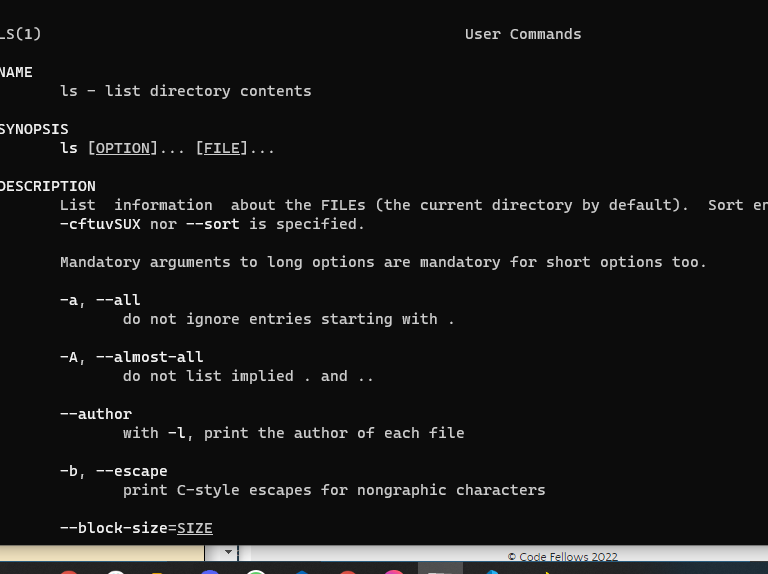 LS(1) User Commands
NAME
ls - list directory contents
SYNOPSIS
ls [OPTION]... [FILE]...
DESCRIPTION
List information about the FILEs (the current directory by default). Sort en
-cftuvSUX nor --sort is specified.
Mandatory arguments to long options are mandatory for short options too.
-a, --all
do not ignore entries starting with .
-A, --almost-all
do not list implied . and ..
--author
with -l, print the author of each file
-b, --escape
print C-style escapes for nongraphic characters
--block-size=SIZE
© Code Fellows 2022